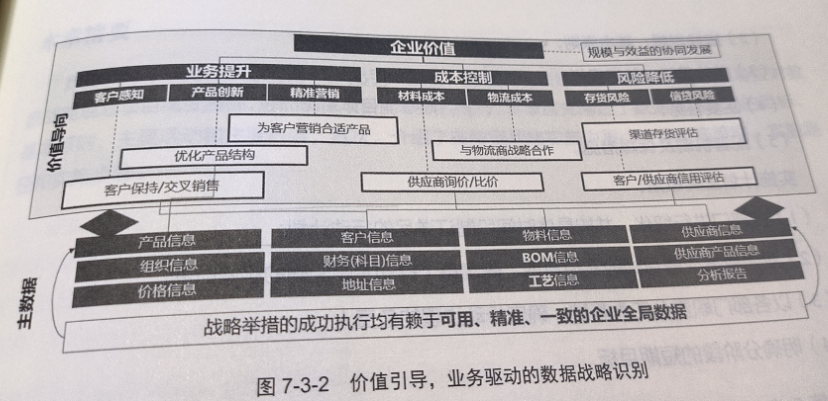 企业价值
规模与效益的协同发展
业务提升 成本控制 风险降低
客户感知 产品创新 精准营销 材料成本 物流成本 存货风险 信贷风险
价值导向
为客户营销合适产品 渠道存货评估
优化产品结构 与物流商战略合作
客户保持/交叉销售 供应商询价/比价 客户/供应商信用评估
产品信息 客户信息 物料信息 供应商信息
组织信息 财务(科目)信息 BOM信息 供应商产品信息
价格信息 地址信息 工艺信息 分析报告
主数据
战略举措的成功执行均有赖于可用、精准、一致的企业全局数据
图 7-3-2 价值引导，业务驱动的数据战略识别